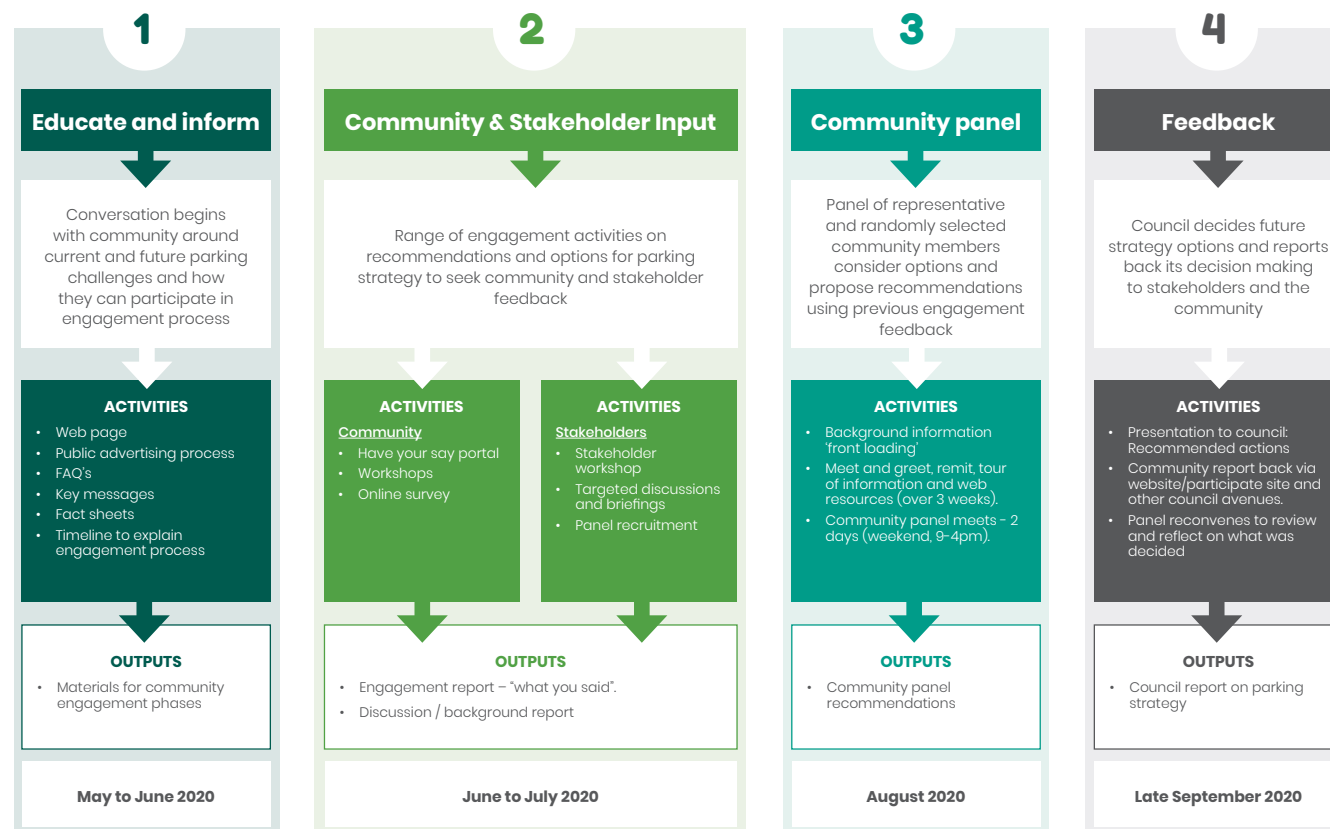 1
Educate and inform
Conversation begins
with community around
current and future parking
challenges and how
they can participate in
engagement process
ACTIVITIES
• Web page
• Public advertising process
• FAQ's
• Key messages
• Fact sheets
• Timeline to explain
engagement process
OUTPUTS
• Materials for community
engagement phases
May to June 2020
2
Community & Stakeholder Input
Range of engagement activities on
recommendations and options for parking
strategy to seek community and stakeholder
feedback
ACTIVITIES
Community
• Have your say portal
• Workshops
• Online survey
ACTIVITIES
Stakeholders
• Stakeholder
workshop
• Targeted discussions
and briefings
• Panel recruitment
OUTPUTS
• Engagement report – “what you said”.
• Discussion / background report
June to July 2020
3
Community panel
Panel of representative
and randomly selected
community members
consider options and
propose recommendations
using previous engagement
feedback
ACTIVITIES
• Background information
‘front loading’
• Meet and greet, remit, tour
of information and web
resources (over 3 weeks).
• Community panel meets - 2
days (weekend, 9-4pm).
OUTPUTS
• Community panel
recommendations
August 2020
4
Feedback
Council decides future
strategy options and reports
back its decision making
to stakeholders and the
community
ACTIVITIES
• Presentation to council:
Recommended actions
• Community report back via
website/participate site and
other council avenues.
• Panel reconvenes to review
and reflect on what was
decided
OUTPUTS
• Council report on parking
strategy
Late September 2020